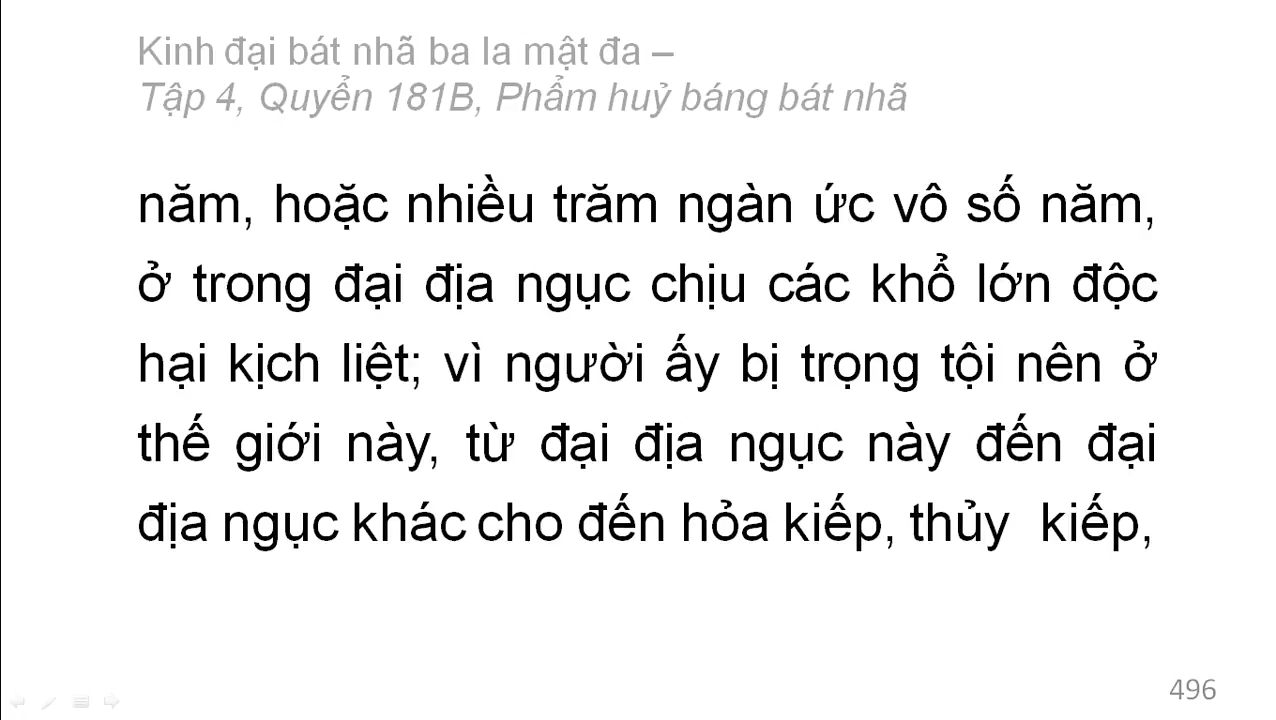 Kinh đại bát nhã ba la mật đa –
Tập 4, Quyển 181B, Phẩm huỷ báng bát nhã
năm, hoặc nhiều trăm ngàn ức vô số năm,
ở trong đại địa ngục chịu các khổ lớn độc
hại kịch liệt; vì người ấy bị trọng tội nên ở
thế giới này, từ đại địa ngục này đến đại
địa ngục khác cho đến hỏa kiếp, thủy kiếp,
496